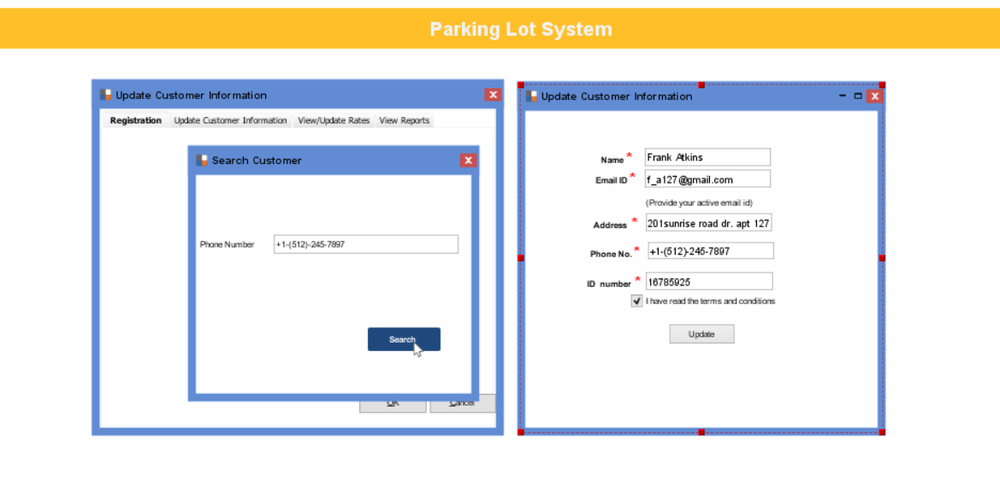 Parking Lot System
Update Customer Information
Registration Update Customer Information View/Update Rates View Reports
Search Customer
Phone Number +1-(512)-245-7897
Search
OK Cancel
Update Customer Information
Name * Frank Atkins
Email ID * f_a127@gmail.com
(Provide your active email id)
Address * 201sunrise road dr. apt 127
Phone No. * +1-(512)-245-7897
ID number * 16785925
I have read the terms and conditions
Update